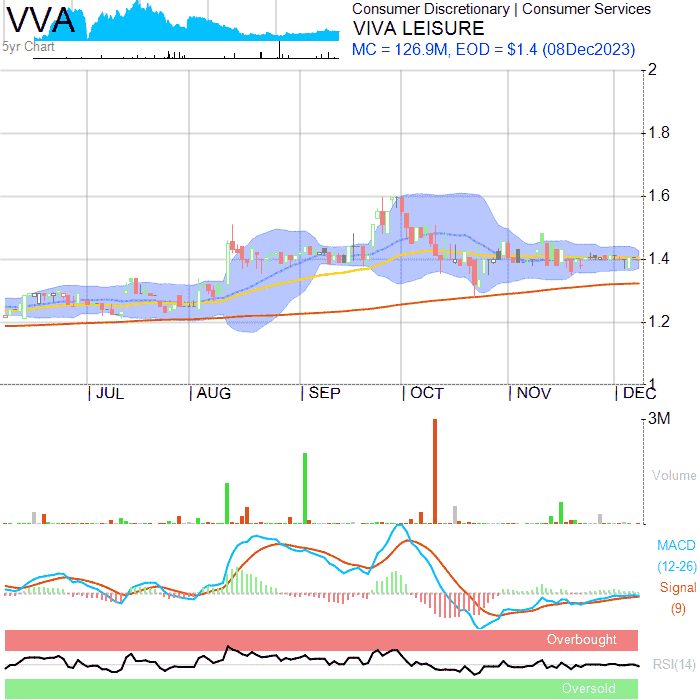 VVA
5yr Chart
Consumer Discretionary | Consumer Services
VIVA LEISURE
MC = 126.9M, EOD = $1.4 (08Dec2023)
2
1.8
1.6
1.4
1.2
1
| JUL | AUG | SEP | OCT | NOV | DEC
3M
Volume
MACD
(12-26)
Signal
(9)
Overbought
RSI(14)
Oversold